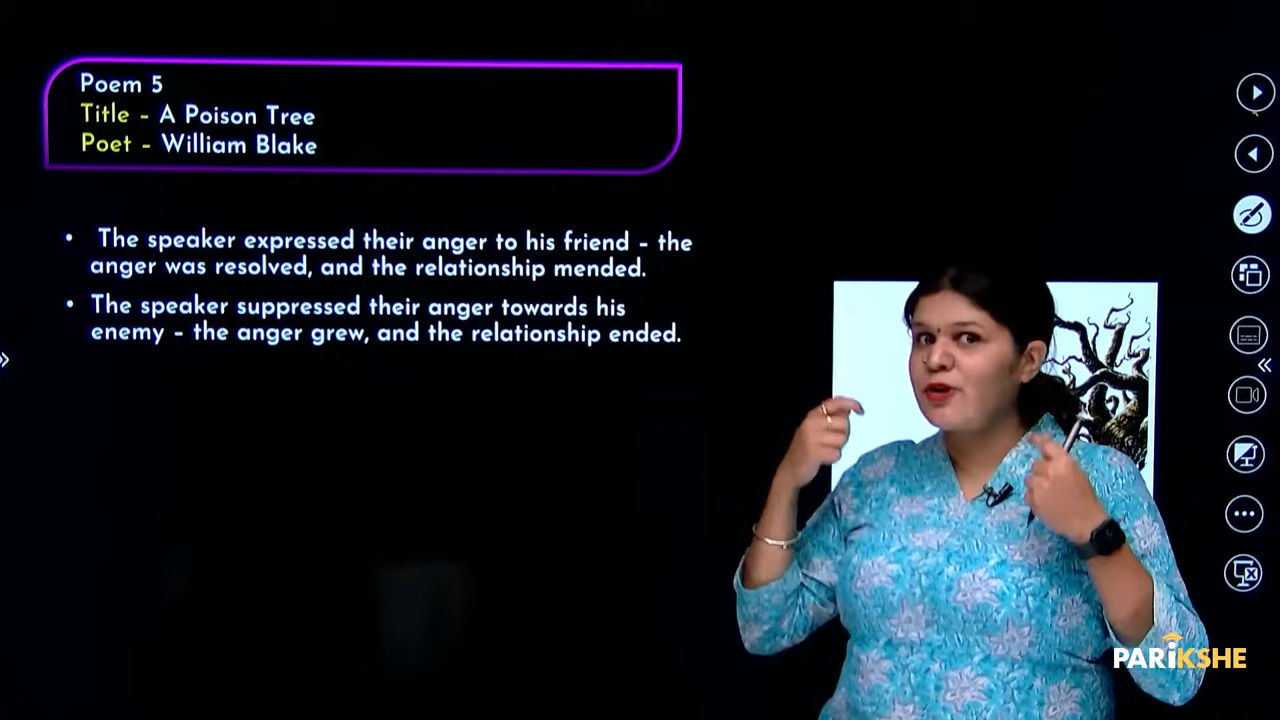 Poem 5
Title - A Poison Tree
Poet - William Blake
• The speaker expressed their anger to his friend – the
anger was resolved, and the relationship mended.
• The speaker suppressed their anger towards his
enemy – the anger grew, and the relationship ended.
PARIKSHE